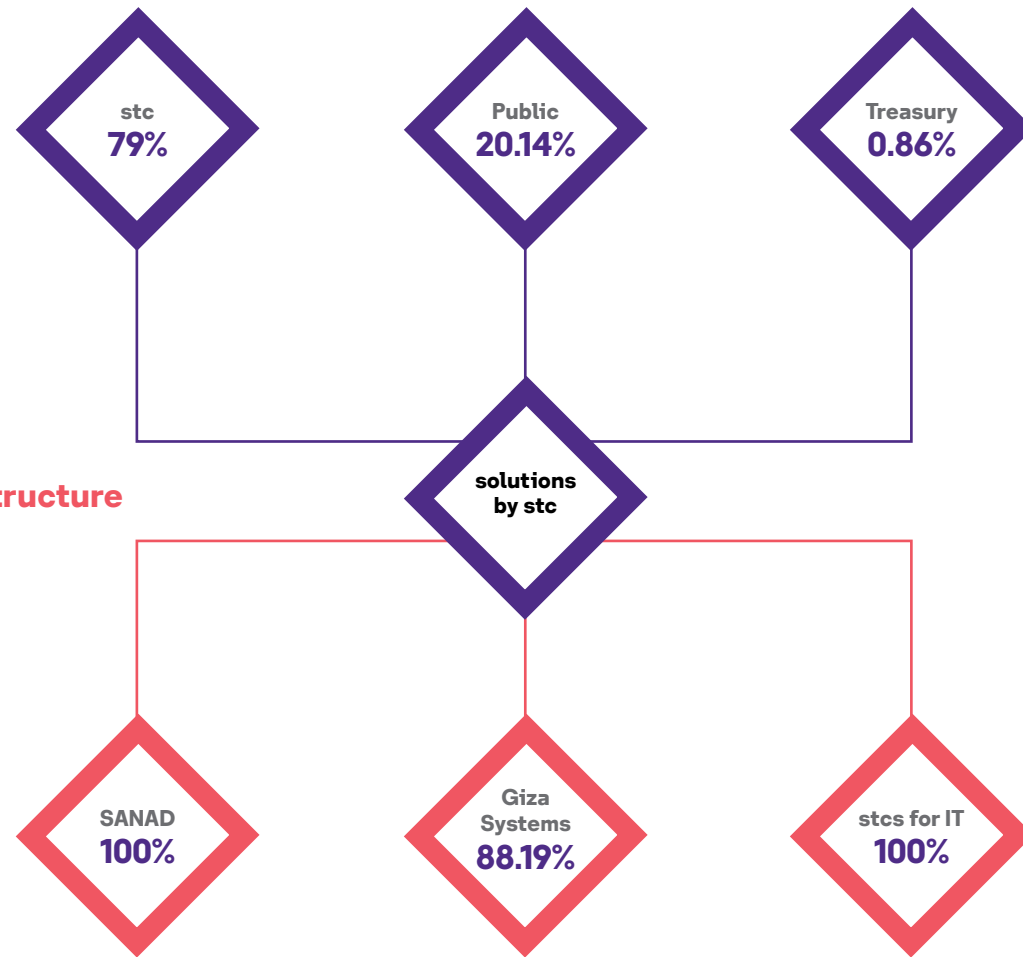 stc
79%
Public
20.14%
Treasury
0.86%
solutions
by stc
tructure
SANAD
100%
Giza
Systems
88.19%
stcs for IT
100%